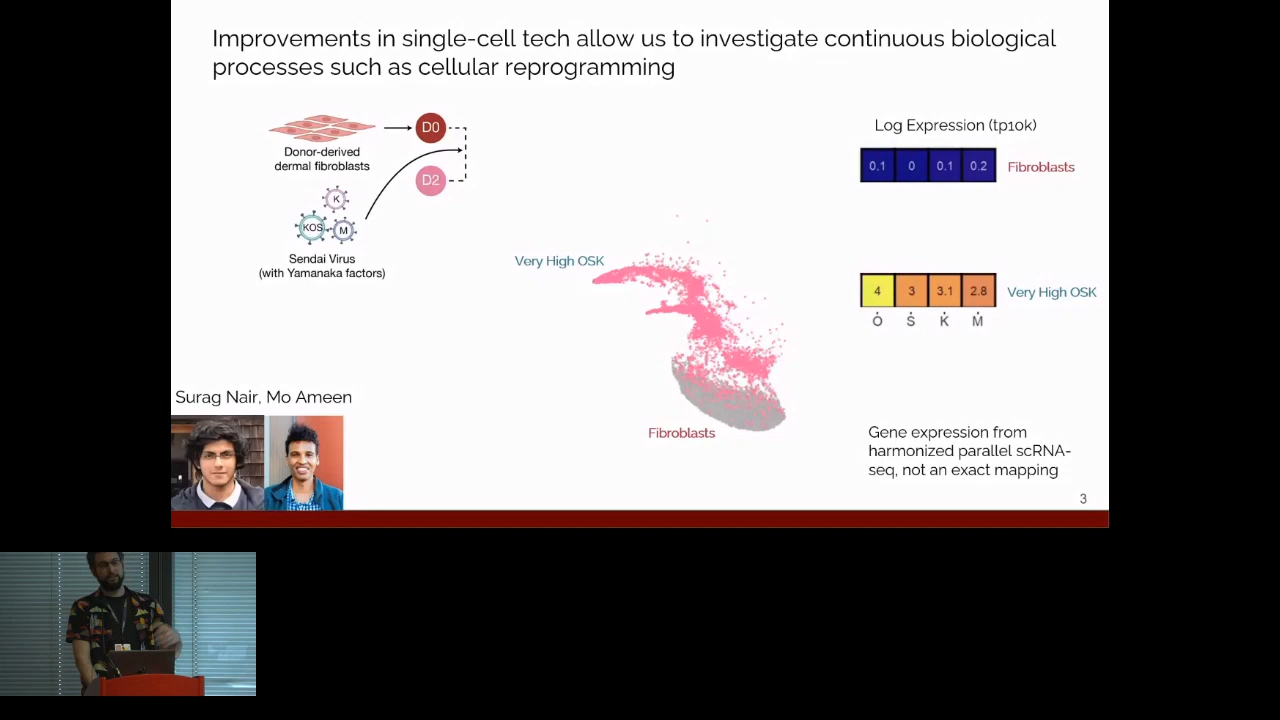 Improvements in single-cell tech allow us to investigate continuous biological
processes such as cellular reprogramming
Donor-derived
dermal fibroblasts
D0
D2
K
KOS
M
Sendai Virus
(with Yamanaka factors)
Very High OSK
Fibroblasts
Log Expression (tp10k)
0.1 0 0.1 0.2 Fibroblasts
4 3 3.1 2.8 Very High OSK
O S K M
Surag Nair, Mo Ameen
Gene expression from
harmonized parallel scRNA-
seq, not an exact mapping
3